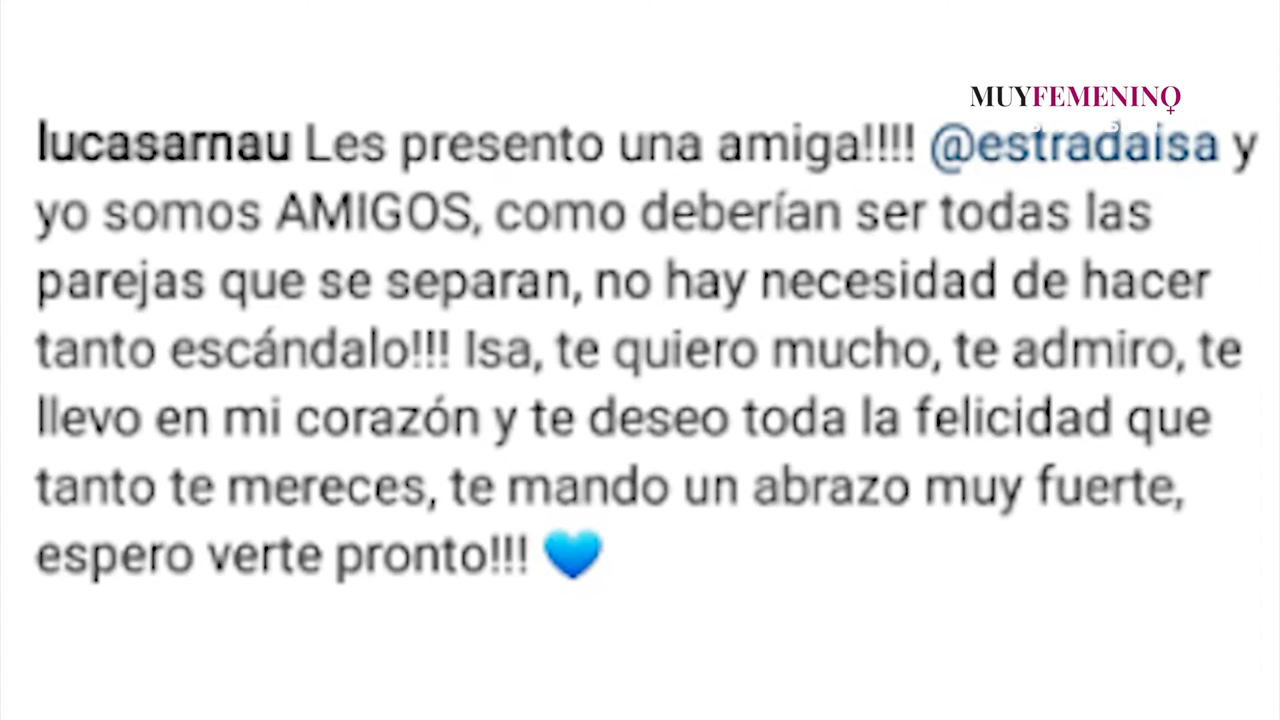 MUYFEMENINO
lucasarnau Les presento una amiga!!!! @estradaisa y
yo somos AMIGOS, como deberían ser todas las
parejas que se separan, no hay necesidad de hacer
tanto escándalo!!! Isa, te quiero mucho, te admiro, te
llevo en mi corazón y te deseo toda la felicidad que
tanto te mereces, te mando un abrazo muy fuerte,
espero verte pronto!!! 💙